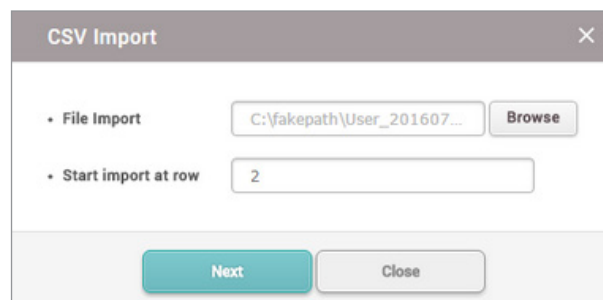 CSV Import
• File Import C:\fakepath\User_201607... Browse
• Start import at row 2
Next Close